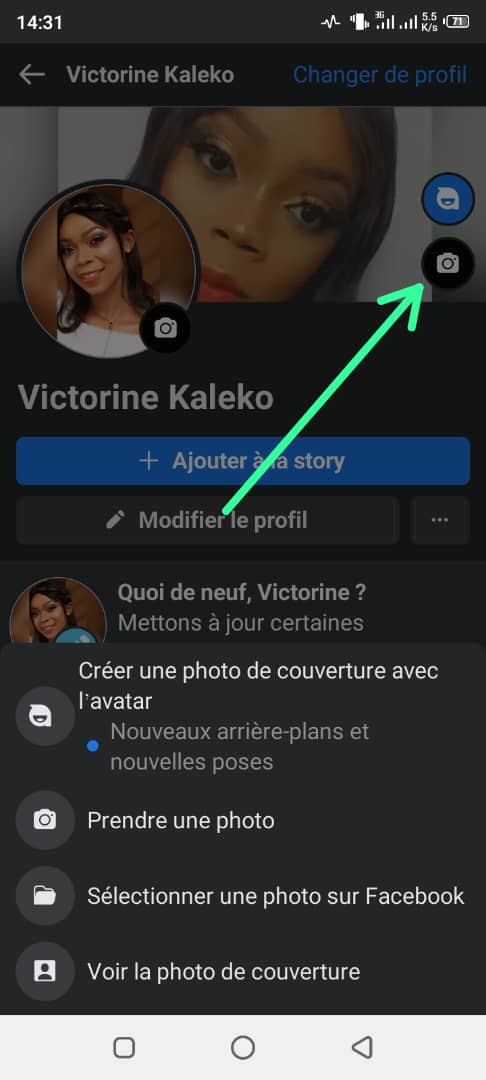 14:31
3G
5.5
K/s
71
Victorine Kaleko
Changer de profil
Victorine Kaleko
+ Ajouter à la story
Modifier le profil
...
Quoi de neuf, Victorine ?
Mettons à jour certaines
Créer une photo de couverture avec
l'avatar
Nouveaux arrière-plans et
nouvelles poses
Prendre une photo
Sélectionner une photo sur Facebook
Voir la photo de couverture